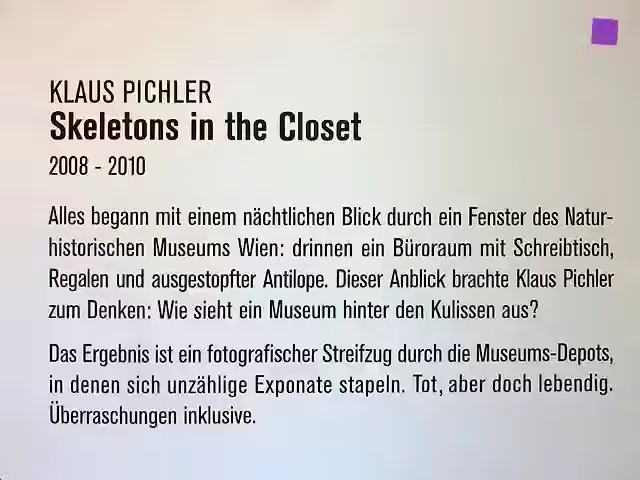 KLAUS PICHLER
Skeletons in the Closet
2008 - 2010
Alles begann mit einem nächtlichen Blick durch ein Fenster des Natur-
historischen Museums Wien: drinnen ein Büroraum mit Schreibtisch,
Regalen und ausgestopfter Antilope. Dieser Anblick brachte Klaus Pichler
zum Denken: Wie sieht ein Museum hinter den Kulissen aus?
Das Ergebnis ist ein fotografischer Streifzug durch die Museums-Depots,
in denen sich unzählige Exponate stapeln. Tot, aber doch lebendig.
Überraschungen inklusive.